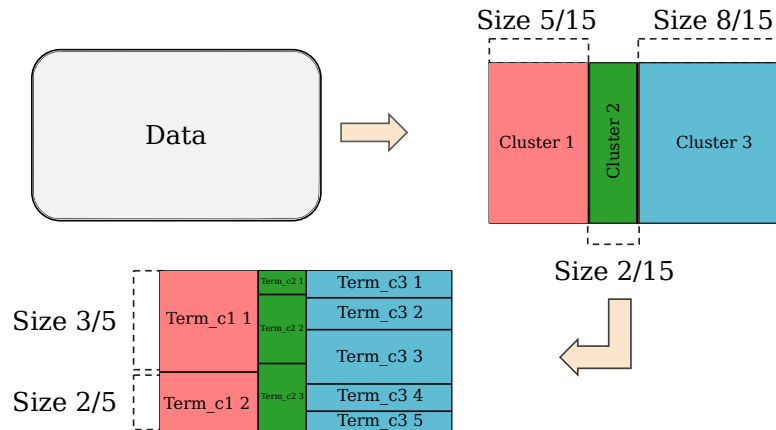 Size 5/15
Size 8/15
Data
Cluster 1
Cluster 2
Cluster 3
Size 2/15
Size 3/5
Size 2/5
Term_c1 1
Term_c1 2
Term_c2 1
Term_c2 2
Term_c2 3
Term_c3 1
Term_c3 2
Term_c3 3
Term_c3 4
Term_c3 5